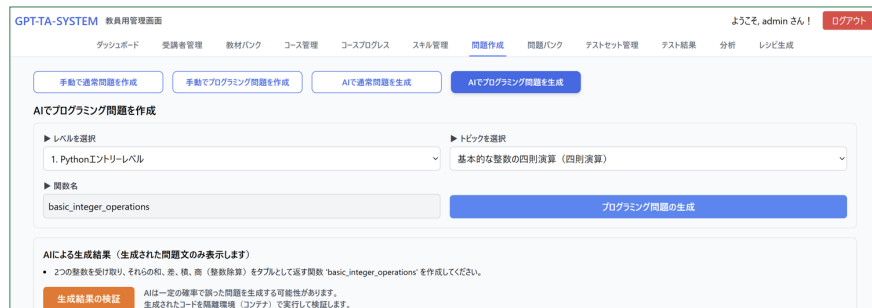 GPT-TA-SYSTEM 教員用管理画面 ようこそ, admin さん！ ログアウト
ダッシュボード 受講者管理 教材バンク コース管理 コースプログレス スキル管理 問題作成 問題バンク テストセット管理 テスト結果 分析 レシピ生成
手動で通常問題を作成 手動でプログラミング問題を作成 AIで通常問題を生成 AIでプログラミング問題を生成
AIでプログラミング問題を作成
▶ レベルを選択 ▶ トピックを選択
1. Pythonエントリーレベル 基本的な整数の四則演算（四則演算）
▶ 関数名
basic_integer_operations プログラミング問題の生成
AIによる生成結果（生成された問題文のみ表示します）
• 2つの整数を受け取り、それらの和、差、積、商（整数除算）をタプルとして返す関数 'basic_integer_operations' を作成してください。
生成結果の検証 AIは一定の確率で誤った問題を生成する可能性があります。
生成されたコードを隔離環境（コンテナ）で実行して検証します。